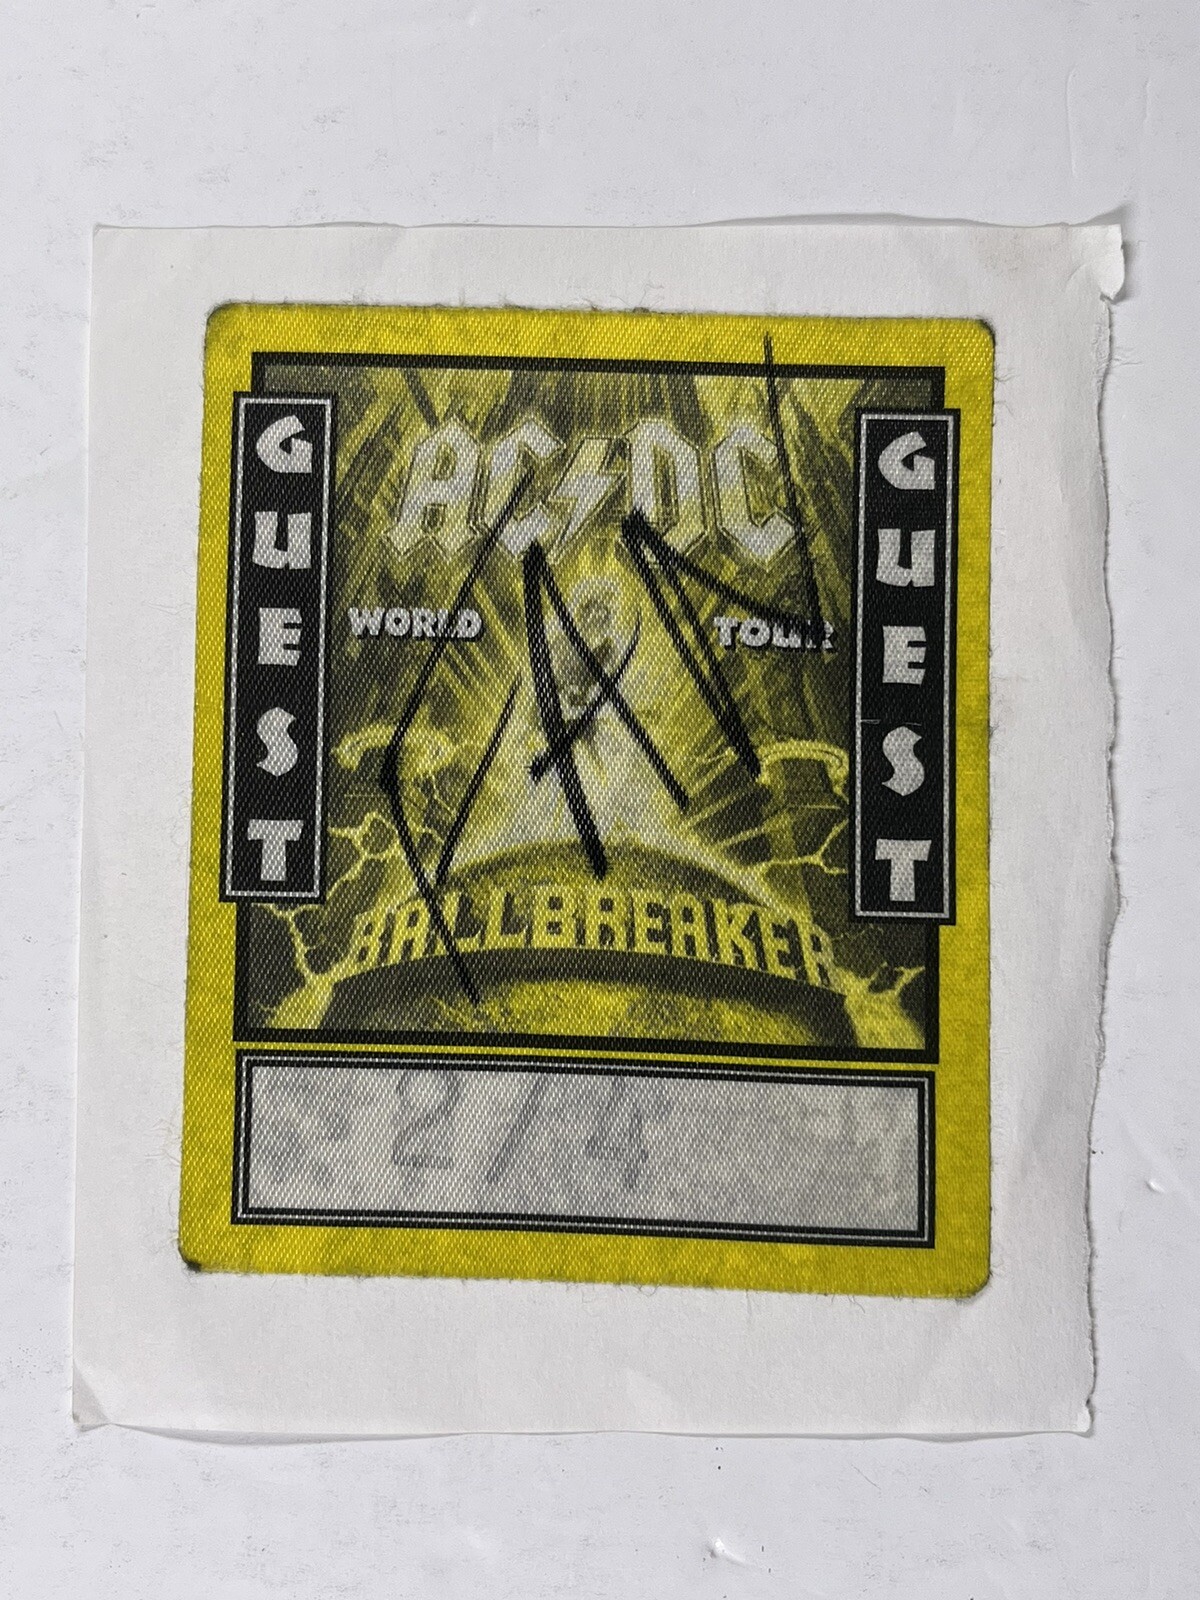 GUEST
AC/DC
WORLD TOUR
BALLBREAKER
GUEST
2/4